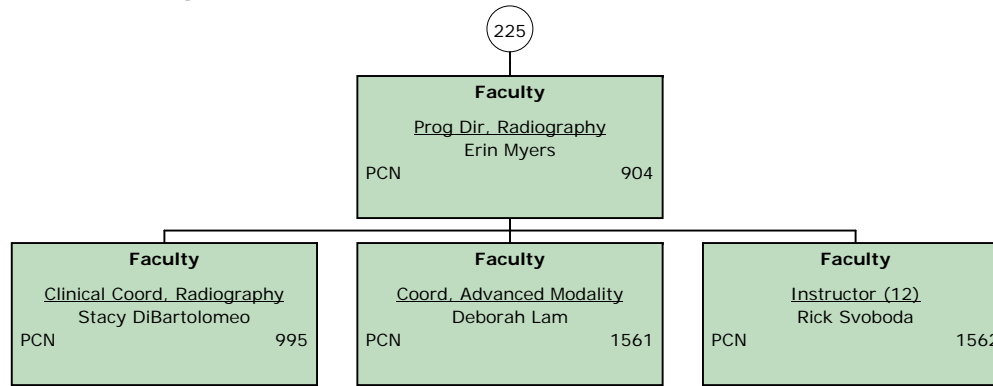 225
Faculty
Prog Dir, Radiography
Erin Myers
PCN 904
Faculty
Clinical Coord, Radiography
Stacy DiBartolomeo
PCN 995
Faculty
Coord, Advanced Modality
Deborah Lam
PCN 1561
Faculty
Instructor (12)
Rick Svoboda
PCN 1562